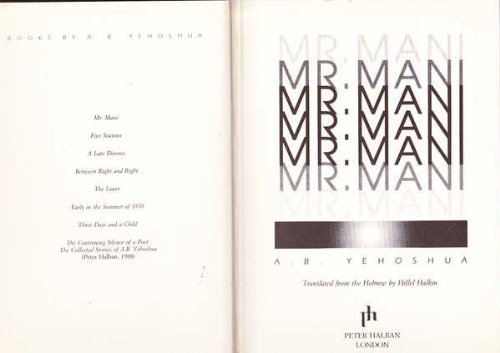 BOOKS BY A. B. YEHOSHUA
Mr. Mani
Five Seasons
A Late Divorce
Between Right and Right
The Lover
Early in the Summer of 1970
Three Days and a Child
The Continuing Silence of a Poet
The Collected Stories of A.B. Yehoshua
(Peter Halban, 1988)
MR. MANI
MR. MANI
MR. MANI
MR. MANI
MR. MANI
MR. MANI
A. B. YEHOSHUA
Translated from the Hebrew by Hillel Halkin
ph
PETER HALBAN
LONDON